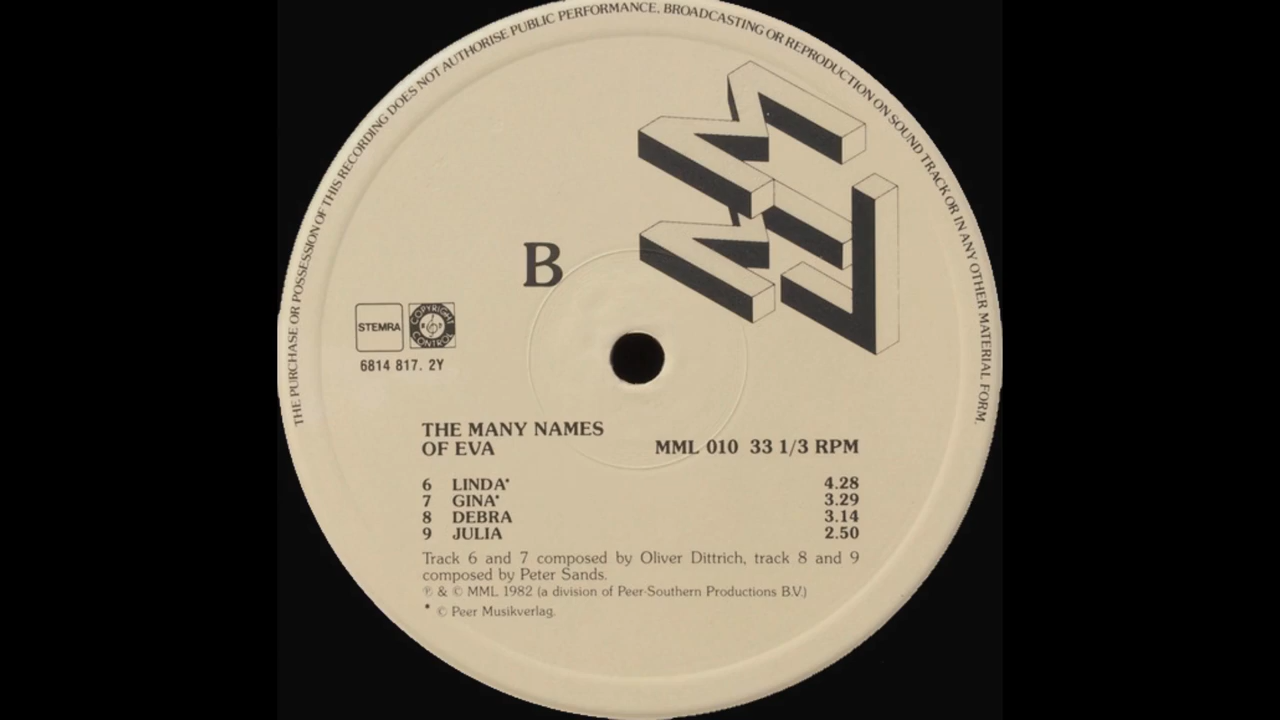 THE PURCHASE OR POSSESSION OF THIS RECORDING DOES NOT AUTHORISE PUBLIC PERFORMANCE, BROADCASTING OR REPRODUCTION ON SOUND TRACK OR IN ANY OTHER MATERIAL FORM.
MML
B
STEMRA
COPYRIGHT CONTROL
6814 817. 2Y
THE MANY NAMES
OF EVA
MML 010 33 1/3 RPM
6 LINDA* 4.28
7 GINA* 3.29
8 DEBRA 3.14
9 JULIA 2.50
Track 6 and 7 composed by Oliver Dittrich, track 8 and 9
composed by Peter Sands.
℗ & © MML 1982 (a division of Peer-Southern Productions B.V.)
* © Peer Musikverlag.